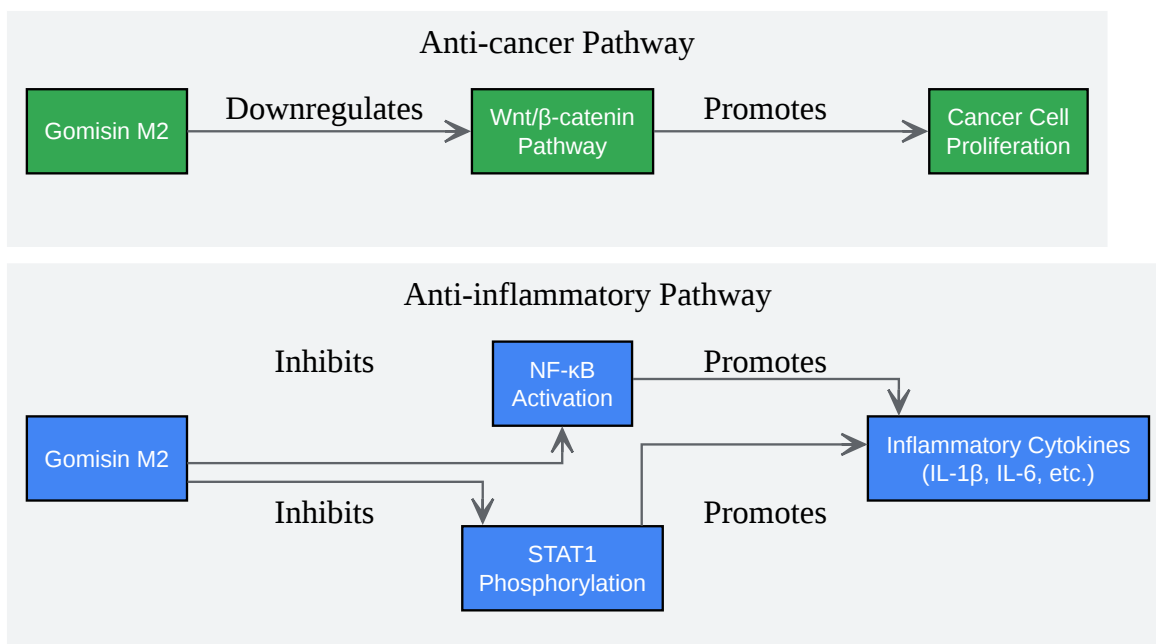 Anti-cancer Pathway
Gomisin M2
Downregulates
Wnt/β-catenin
Pathway
Promotes
Cancer Cell
Proliferation
Anti-inflammatory Pathway
Inhibits
NF-κB
Activation
Promotes
Gomisin M2
Inflammatory Cytokines
(IL-1β, IL-6, etc.)
Inhibits
Promotes
STAT1
Phosphorylation